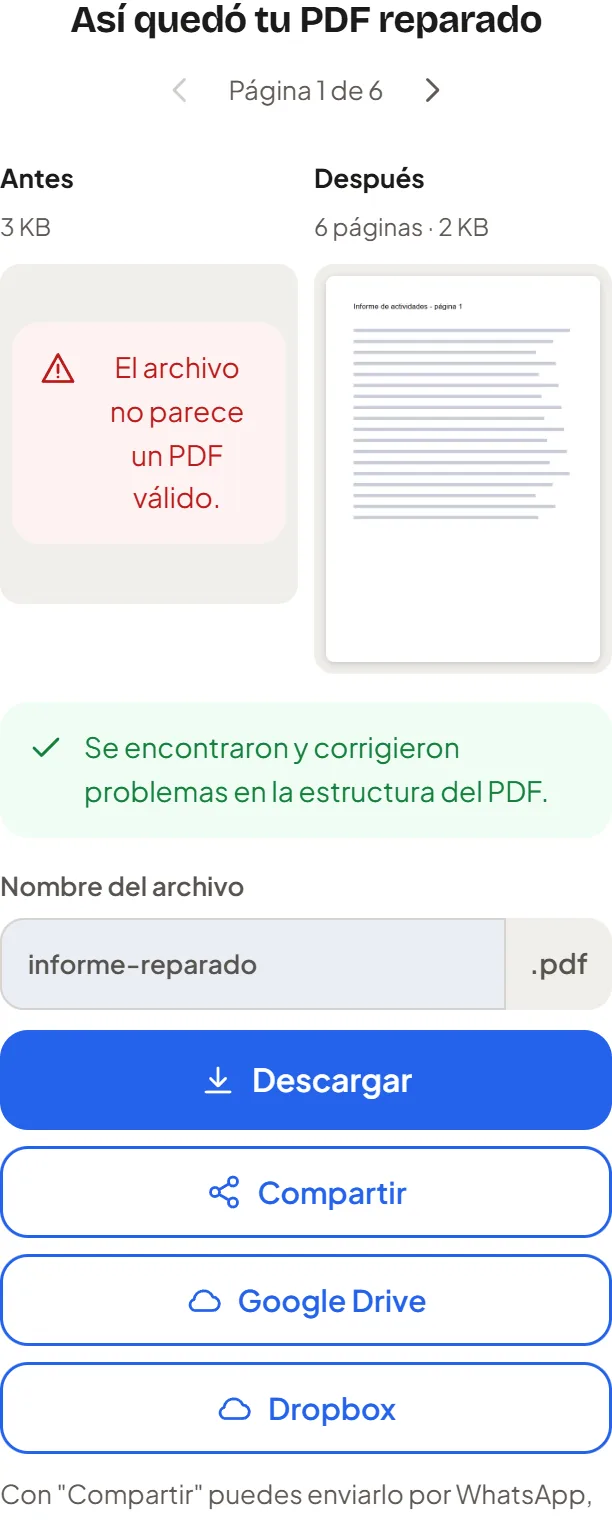 Así quedó tu PDF reparado
Página 1 de 6
Antes
3 KB
Después
6 páginas · 2 KB
El archivo
no parece
un PDF
válido.
Informe de actividades - página 1
Se encontraron y corrigieron
problemas en la estructura del PDF.
Nombre del archivo
informe-reparado
.pdf
Descargar
Compartir
Google Drive
Dropbox
Con "Compartir" puedes enviarlo por WhatsApp,